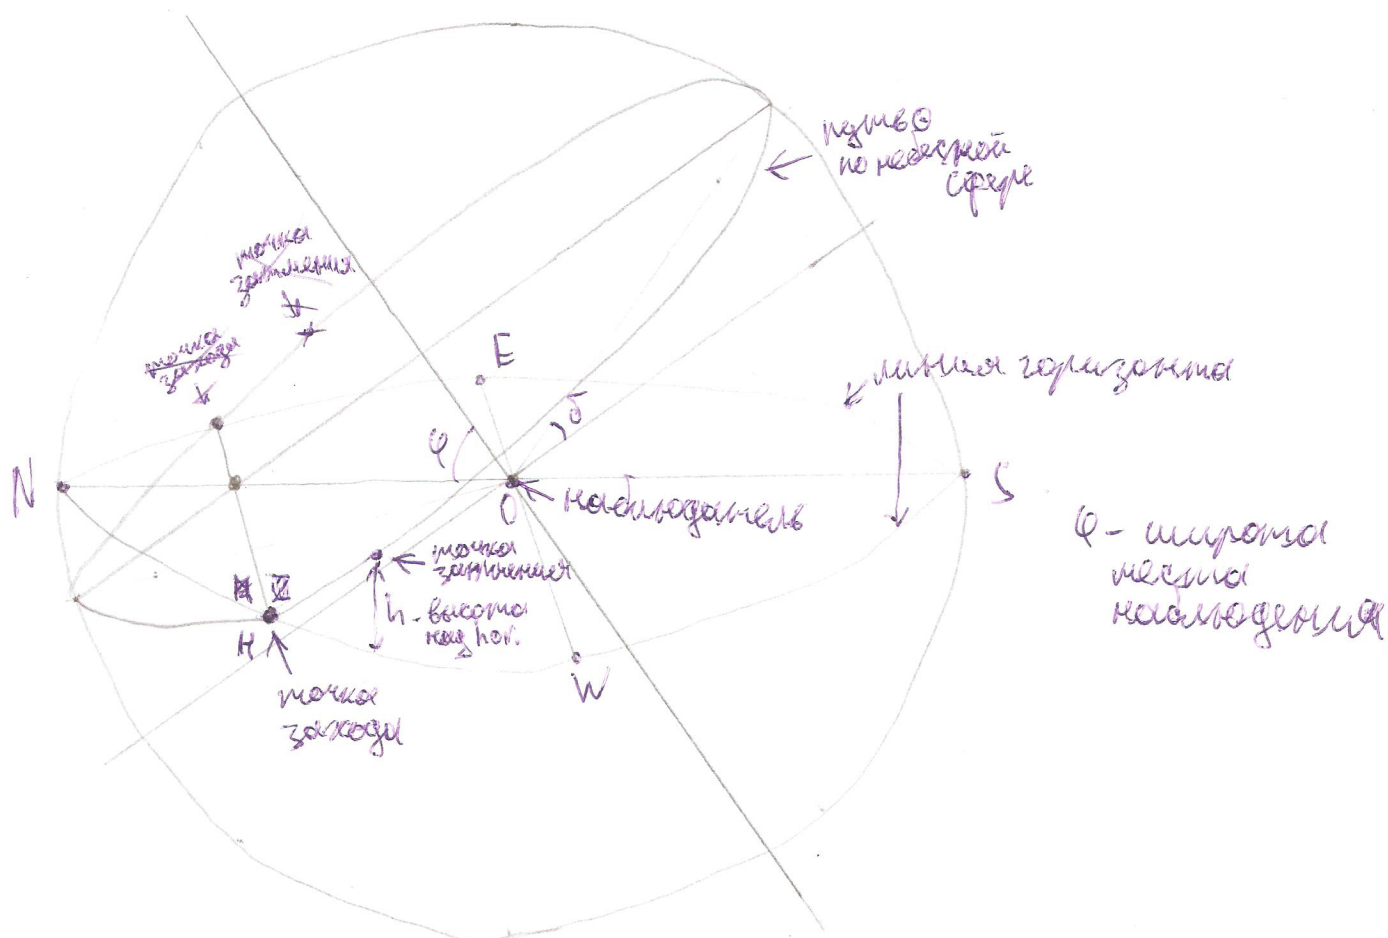 путь ☉
по небесной
сфере
точка
затмения
точка
захода
E
δ
линия горизонта
φ
N
S
O
наблюдатель
точка
затмения
h - высота
над гор.
φ - широта
места
наблюдения
W
точка
захода